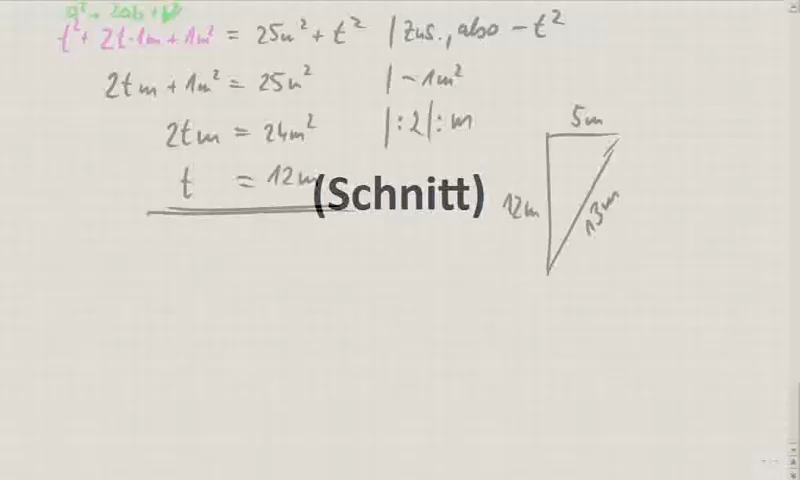 a² + 2ab + b²
t² + 2t·1m + 1m² = 25m² + t² | zus., also - t²
2tm + 1m² = 25m² | - 1m²
2tm = 24m² | :2 | :m
t = 12m
(Schnitt)
5m
12m
13m